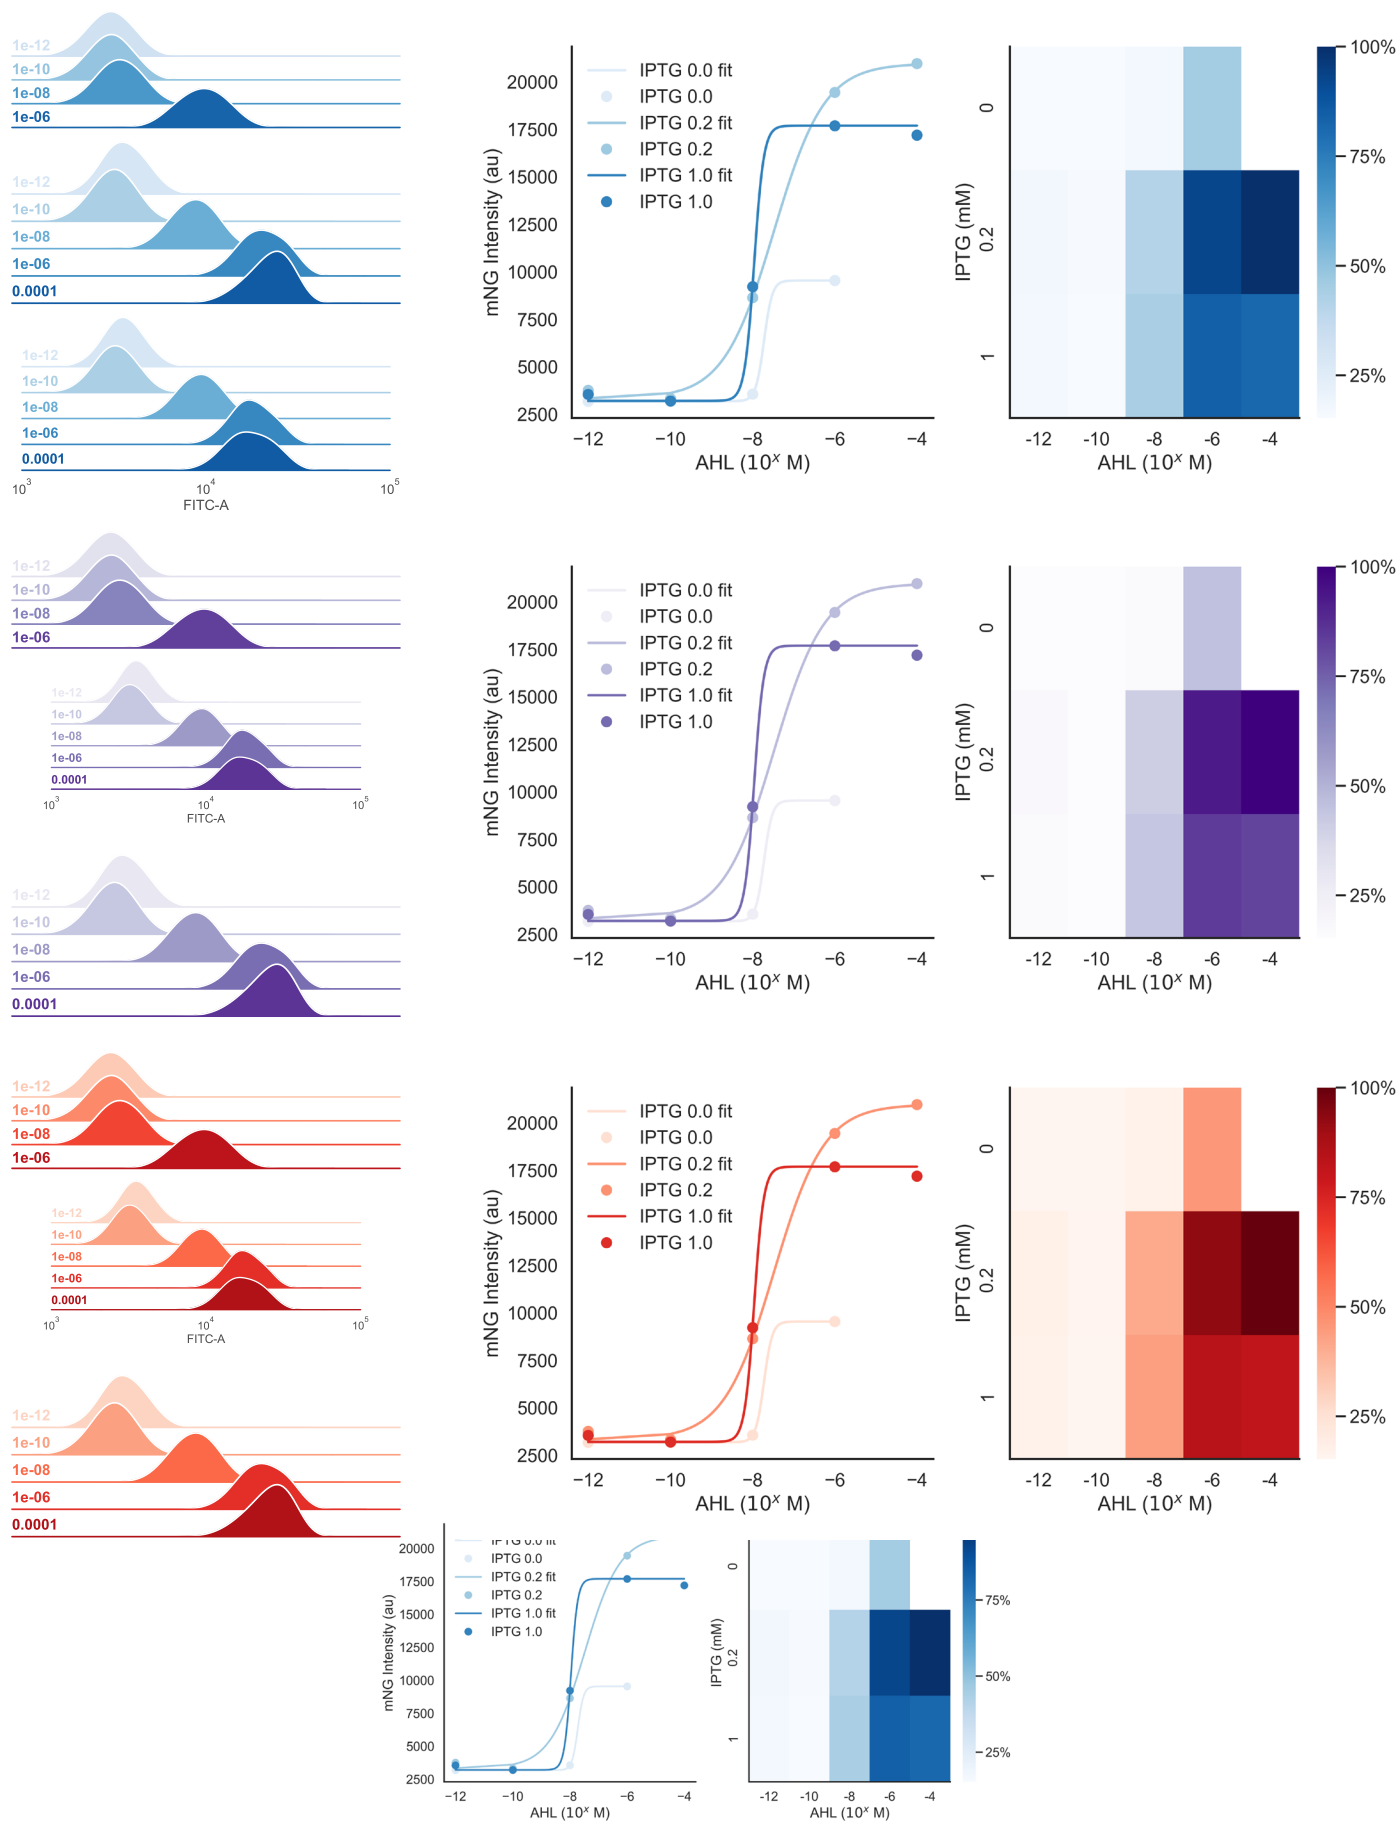 1e-12
1e-10
1e-08
1e-06
1e-12
1e-10
1e-08
1e-06
0.0001
1e-12
1e-10
1e-08
1e-06
0.0001
10³ 10⁴ 10⁵
FITC-A
20000
17500
15000
12500
10000
7500
5000
2500
mNG Intensity (au)
IPTG 0.0 fit
IPTG 0.0
IPTG 0.2 fit
IPTG 0.2
IPTG 1.0 fit
IPTG 1.0
−12 −10 −8 −6 −4
AHL (10ˣ M)
IPTG (mM)
0
0.2
1
-12 -10 -8 -6 -4
AHL (10ˣ M)
100%
75%
50%
25%
1e-12
1e-10
1e-08
1e-06
1e-12
1e-10
1e-08
1e-06
0.0001
10³ 10⁴ 10⁵
FITC-A
1e-12
1e-10
1e-08
1e-06
0.0001
20000
17500
15000
12500
10000
7500
5000
2500
mNG Intensity (au)
IPTG 0.0 fit
IPTG 0.0
IPTG 0.2 fit
IPTG 0.2
IPTG 1.0 fit
IPTG 1.0
−12 −10 −8 −6 −4
AHL (10ˣ M)
IPTG (mM)
0
0.2
1
-12 -10 -8 -6 -4
AHL (10ˣ M)
100%
75%
50%
25%
1e-12
1e-10
1e-08
1e-06
1e-12
1e-10
1e-08
1e-06
0.0001
10³ 10⁴ 10⁵
FITC-A
1e-12
1e-10
1e-08
1e-06
0.0001
20000
17500
15000
12500
10000
7500
5000
2500
mNG Intensity (au)
IPTG 0.0 fit
IPTG 0.0
IPTG 0.2 fit
IPTG 0.2
IPTG 1.0 fit
IPTG 1.0
−12 −10 −8 −6 −4
AHL (10ˣ M)
IPTG (mM)
0
0.2
1
-12 -10 -8 -6 -4
AHL (10ˣ M)
100%
75%
50%
25%
20000
17500
15000
12500
10000
7500
5000
2500
mNG Intensity (au)
IPTG 0.0 fit
IPTG 0.0
IPTG 0.2 fit
IPTG 0.2
IPTG 1.0 fit
IPTG 1.0
−12 −10 −8 −6 −4
AHL (10ˣ M)
IPTG (mM)
0
0.2
1
-12 -10 -8 -6 -4
AHL (10ˣ M)
75%
50%
25%